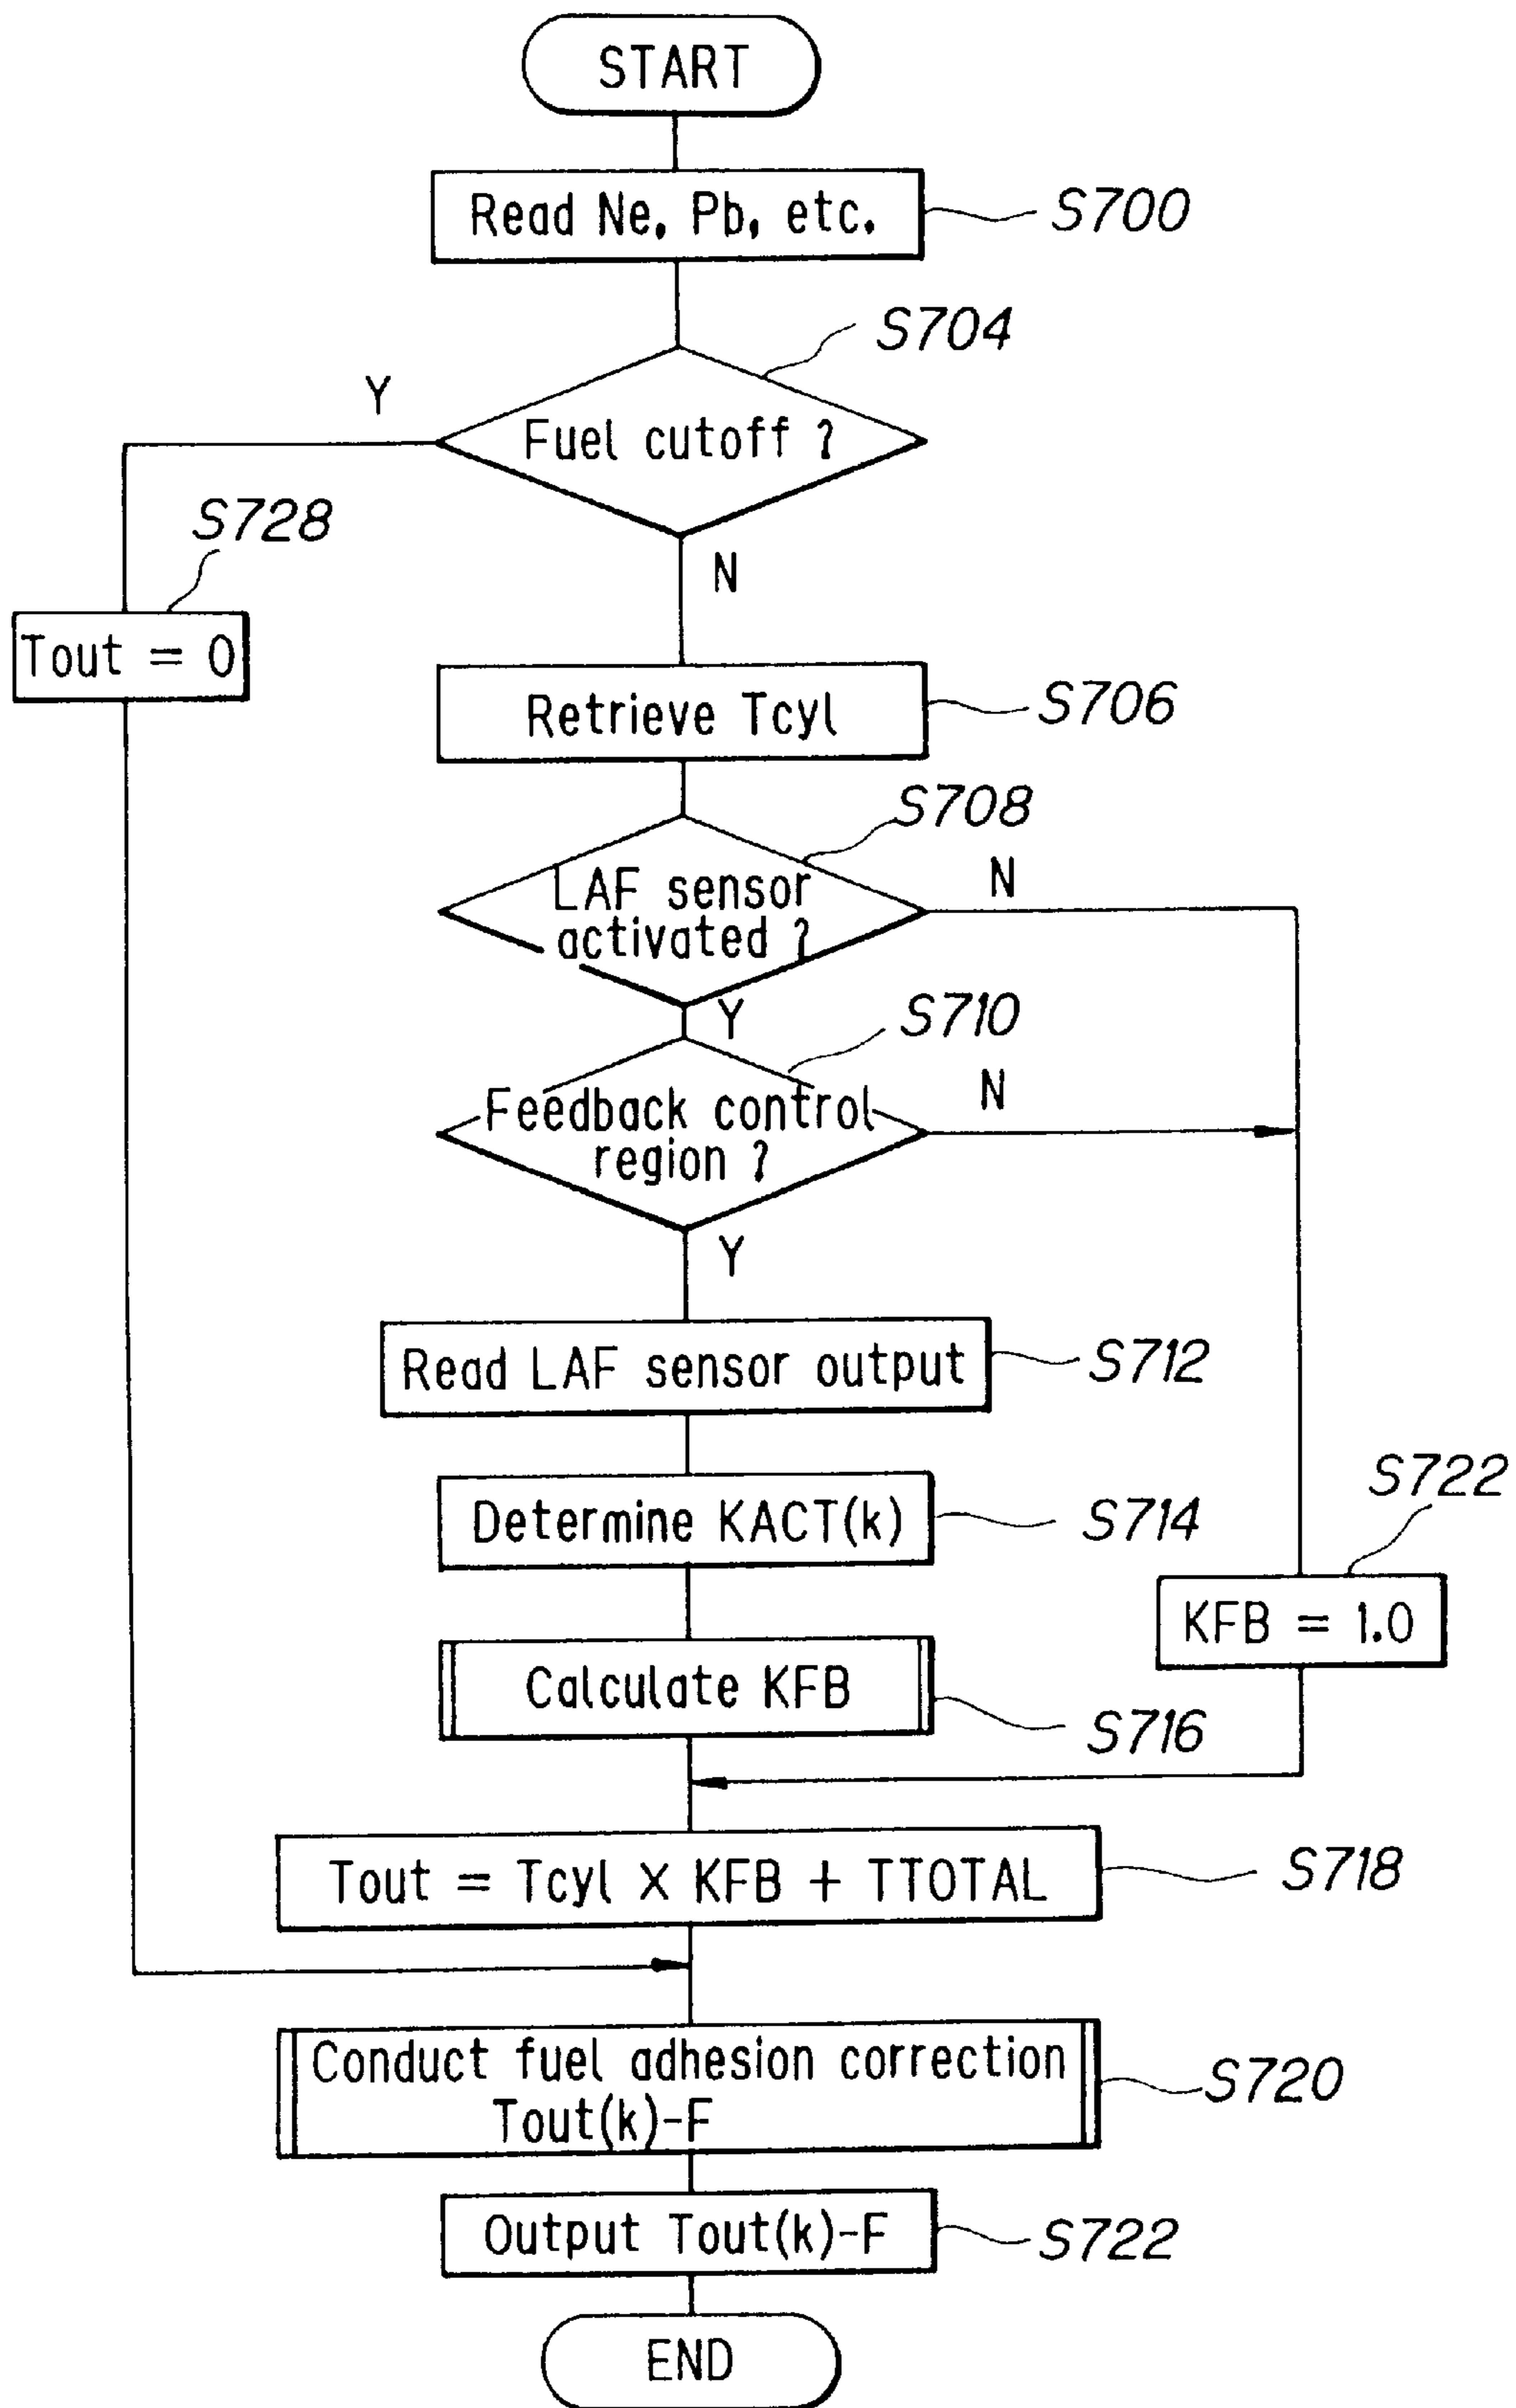 START
Read Ne, Pb, etc.
S700
S704
Y
Fuel cutoff ?
S728
N
Tout = 0
Retrieve Tcyl
S706
S708
LAF sensor
activated ?
N
Y
S710
Feedback control
region ?
N
Y
Read LAF sensor output
S712
Determine KACT(k)
S714
S722
KFB = 1.0
Calculate KFB
S716
Tout = Tcyl × KFB + TTOTAL
S718
Conduct fuel adhesion correction
Tout(k)-F
S720
Output Tout(k)-F
S722
END